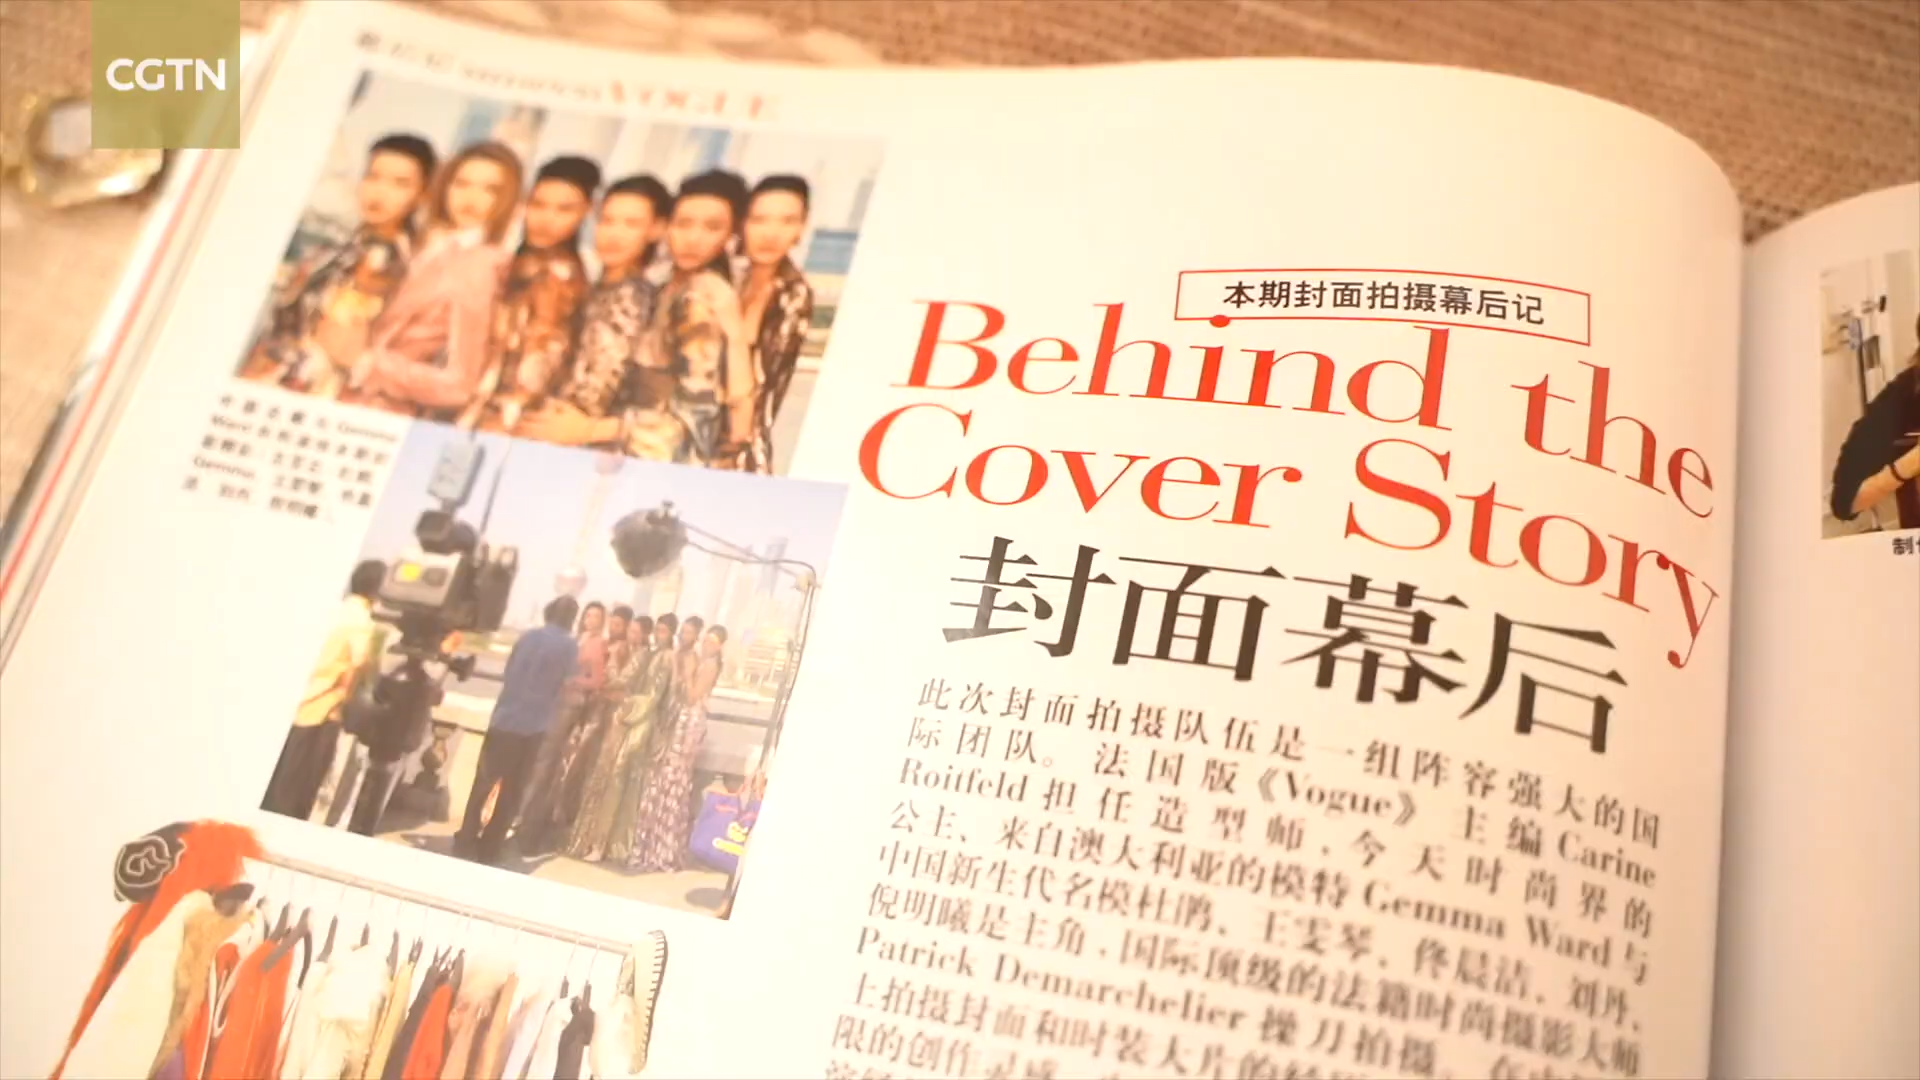 CGTN
本期封面拍摄幕后记
Behind the
Cover Story
封面幕后
此次封面拍摄队伍是一组阵容强大的国
际团队。法国版《Vogue》主编Carine
Roitfeld担任造型师，今天时尚界的
公主、来自澳大利亚的模特Gemma Ward与
中国新生代名模杜鹃、王雯琴、佟晨洁、刘丹、
倪明曦是主角，国际顶级的法籍时尚摄影大师
Patrick Demarchelier操刀拍摄。
上拍摄封面和时装大片的
限的创作灵感